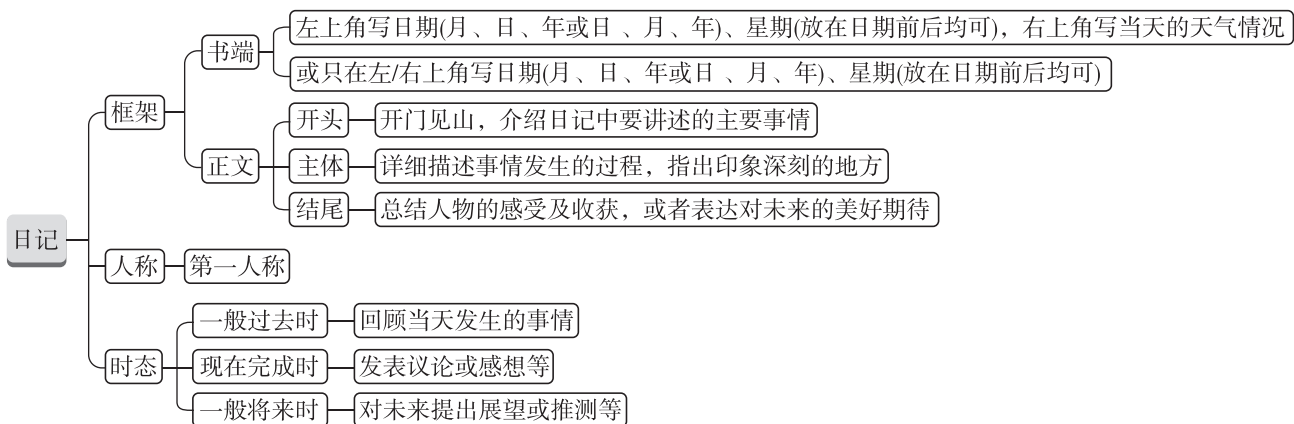 左上角写日期(月、日、年或日 、月、年)、星期(放在日期前后均可)，右上角写当天的天气情况
书端
或只在左/右上角写日期(月、日、年或日 、月、年)、星期(放在日期前后均可)
框架
开头
开门见山，介绍日记中要讲述的主要事情
正文
主体
详细描述事情发生的过程，指出印象深刻的地方
结尾
总结人物的感受及收获，或者表达对未来的美好期待
日记
人称
第一人称
一般过去时
回顾当天发生的事情
时态
现在完成时
发表议论或感想等
一般将来时
对未来提出展望或推测等